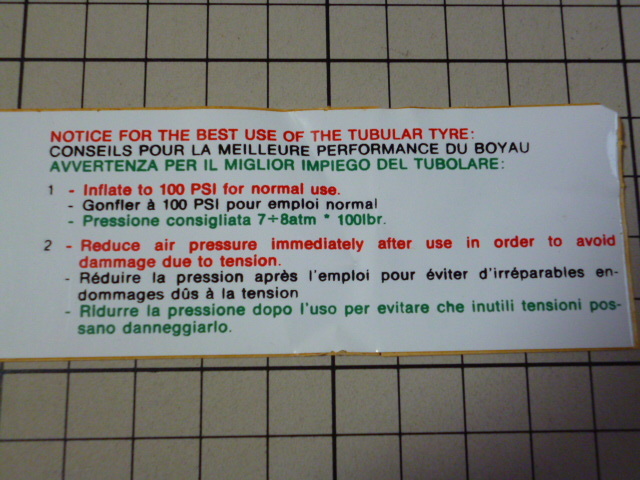 NOTICE FOR THE BEST USE OF THE TUBULAR TYRE:
CONSEILS POUR LA MEILLEURE PERFORMANCE DU BOYAU
AVVERTENZA PER IL MIGLIOR IMPIEGO DEL TUBOLARE:
1 - Inflate to 100 PSI for normal use.
- Gonfler à 100 PSI pour emploi normal
- Pressione consigliata 7÷8atm * 100lbr.
2 - Reduce air pressure immediately after use in order to avoid
dammage due to tension.
- Réduire la pression après l'emploi pour éviter d'irréparables en-
dommages dûs à la tension
- Ridurre la pressione dopo l'uso per evitare che inutili tensioni pos-
sano danneggiarlo.